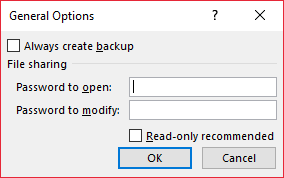 General Options
Always create backup
File sharing
Password to open:
Password to modify:
Read-only recommended
OK Cancel